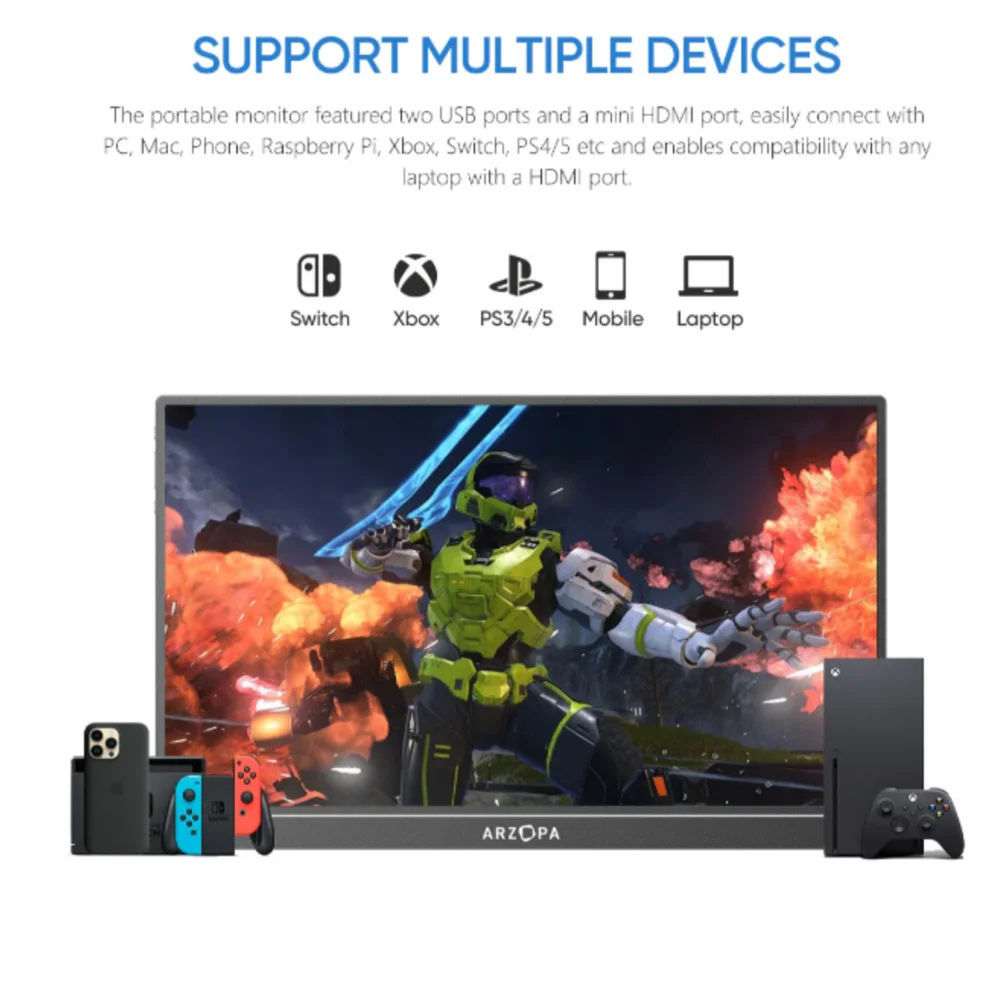 SUPPORT MULTIPLE DEVICES
The portable monitor featured two USB ports and a mini HDMI port, easily connect with
PC, Mac, Phone, Raspberry Pi, Xbox, Switch, PS4/5 etc and enables compatibility with any
laptop with a HDMI port.
Switch Xbox PS3/4/5 Mobile Laptop
ARZOPA